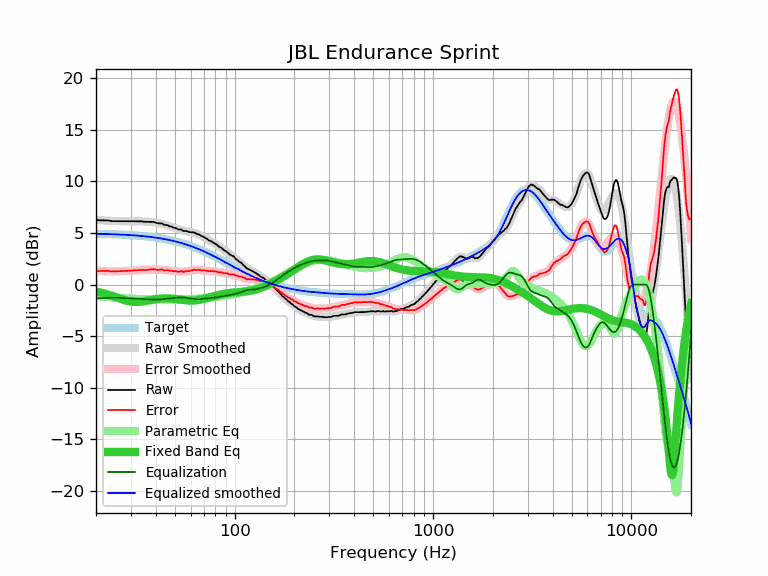 JBL Endurance Sprint
20
15
10
5
0
−5
−10
−15
−20
Amplitude (dBr)
Target
Raw Smoothed
Error Smoothed
Raw
Error
Parametric Eq
Fixed Band Eq
Equalization
Equalized smoothed
100 1000 10000
Frequency (Hz)